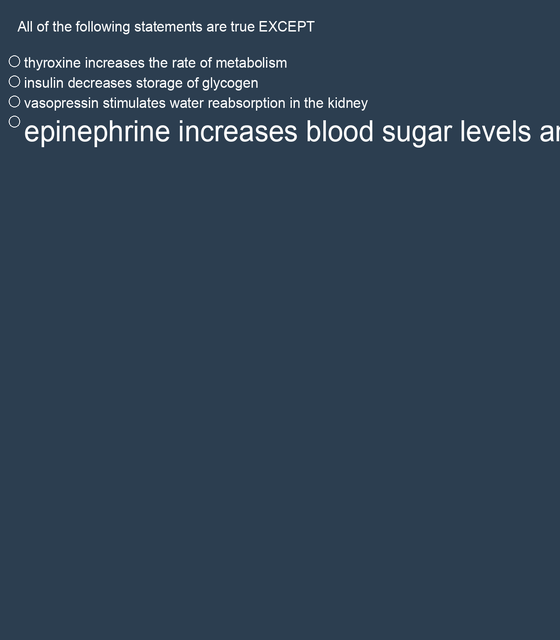 All of the following statements are true EXCEPT
thyroxine increases the rate of metabolism
insulin decreases storage of glycogen
vasopressin stimulates water reabsorption in the kidney
epinephrine increases blood sugar levels